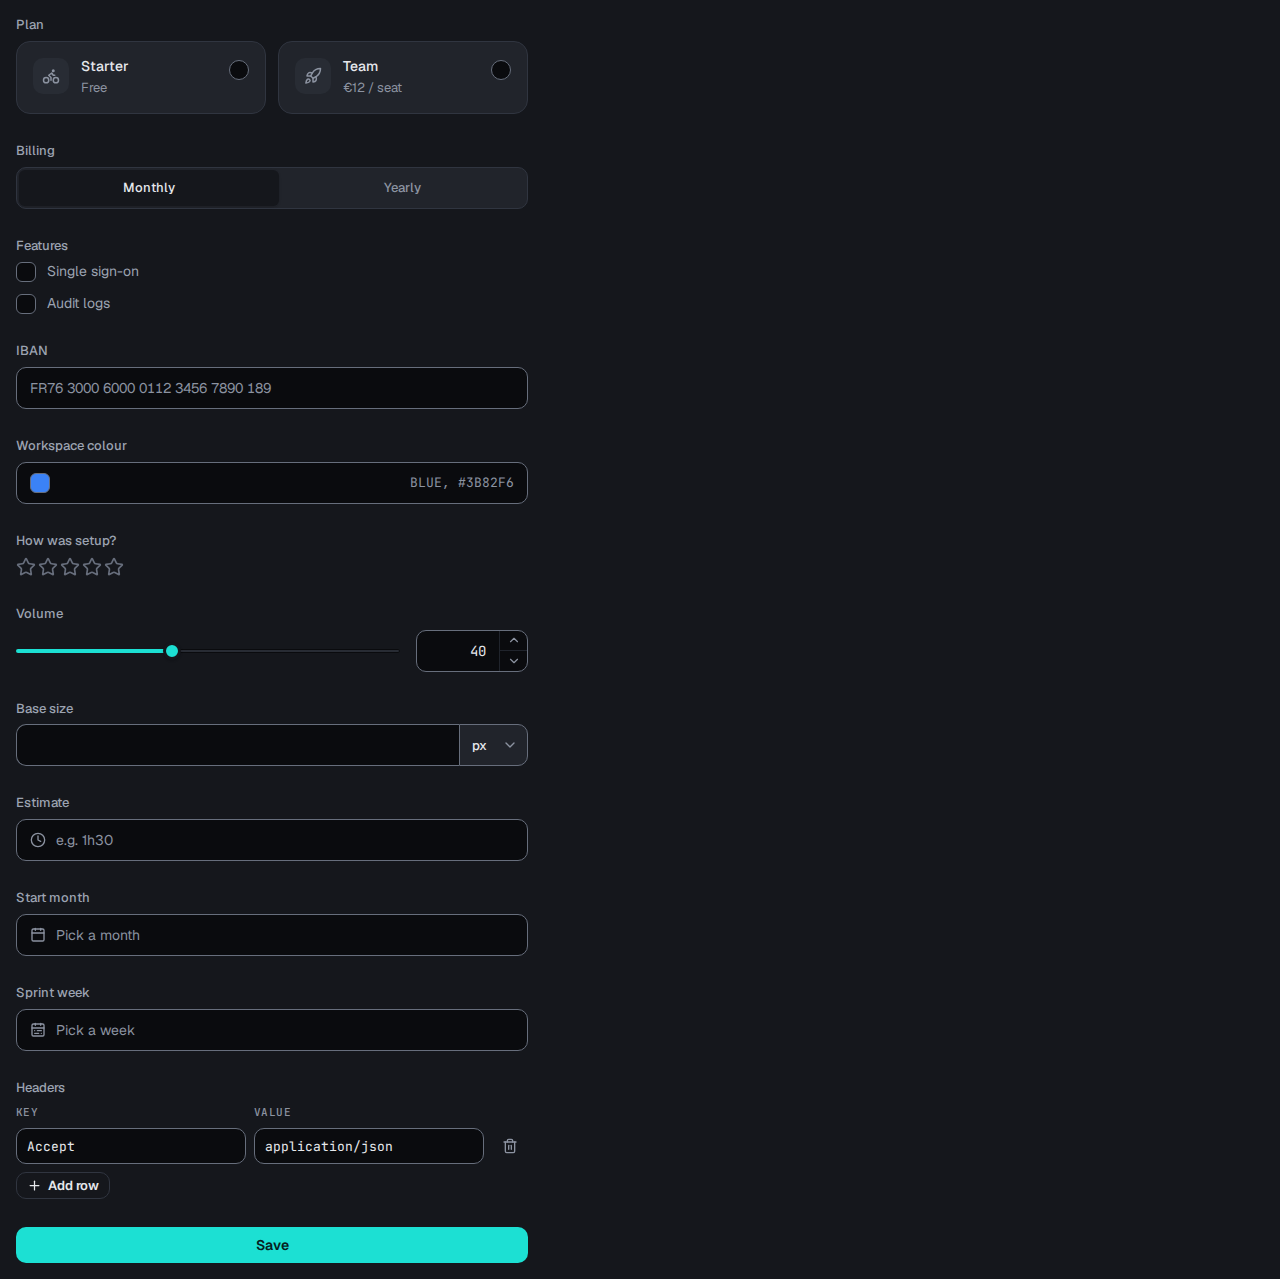 Plan
Starter
Free
Team
€12 / seat
Billing
Monthly
Yearly
Features
Single sign-on
Audit logs
IBAN
FR76 3000 6000 0112 3456 7890 189
Workspace colour
BLUE, #3B82F6
How was setup?
Volume
40
Base size
px
Estimate
e.g. 1h30
Start month
Pick a month
Sprint week
Pick a week
Headers
KEY VALUE
Accept application/json
Add row
Save